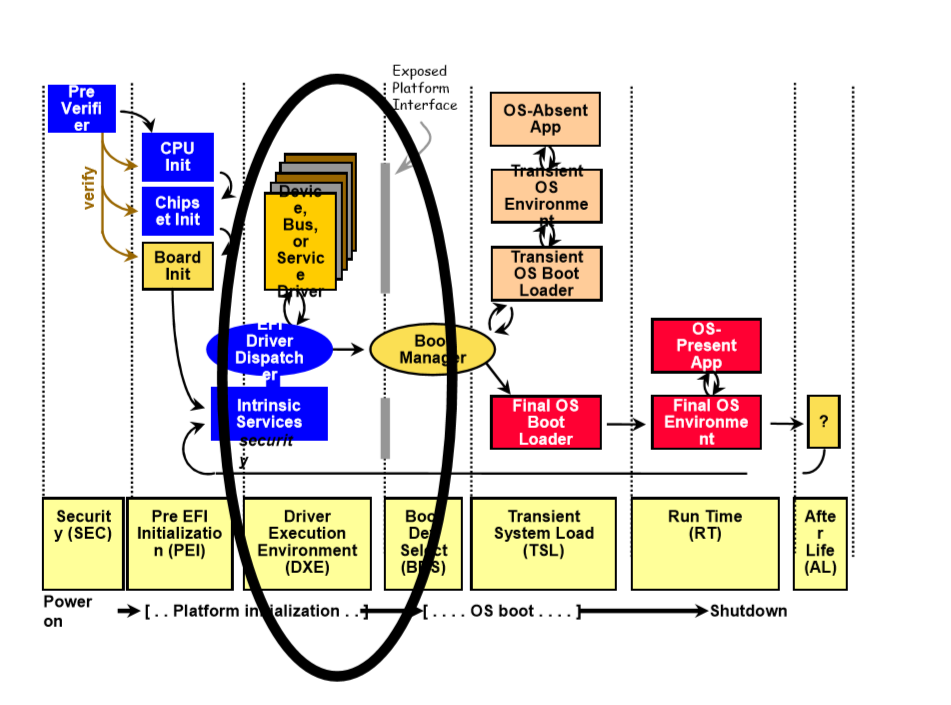 Exposed
Platform
Interface
Pre
Verifi
er
verify
CPU
Init
Chips
et Init
Board
Init
Devic
e,
Bus,
or
Servic
e
Driver
EFI
Driver
Dispatch
er
Intrinsic
Services
securit
y
Boot
Manager
OS-Absent
App
Transient
OS
Environme
nt
Transient
OS Boot
Loader
Final OS
Boot
Loader
OS-
Present
App
Final OS
Environme
nt
?
Securit
y (SEC)
Pre EFI
Initializatio
n (PEI)
Driver
Execution
Environment
(DXE)
Boot
Dev
Select
(BDS)
Transient
System Load
(TSL)
Run Time
(RT)
Afte
r
Life
(AL)
Power
on
[ . . Platform initialization . . ]
[ . . . . OS boot . . . . ]
Shutdown